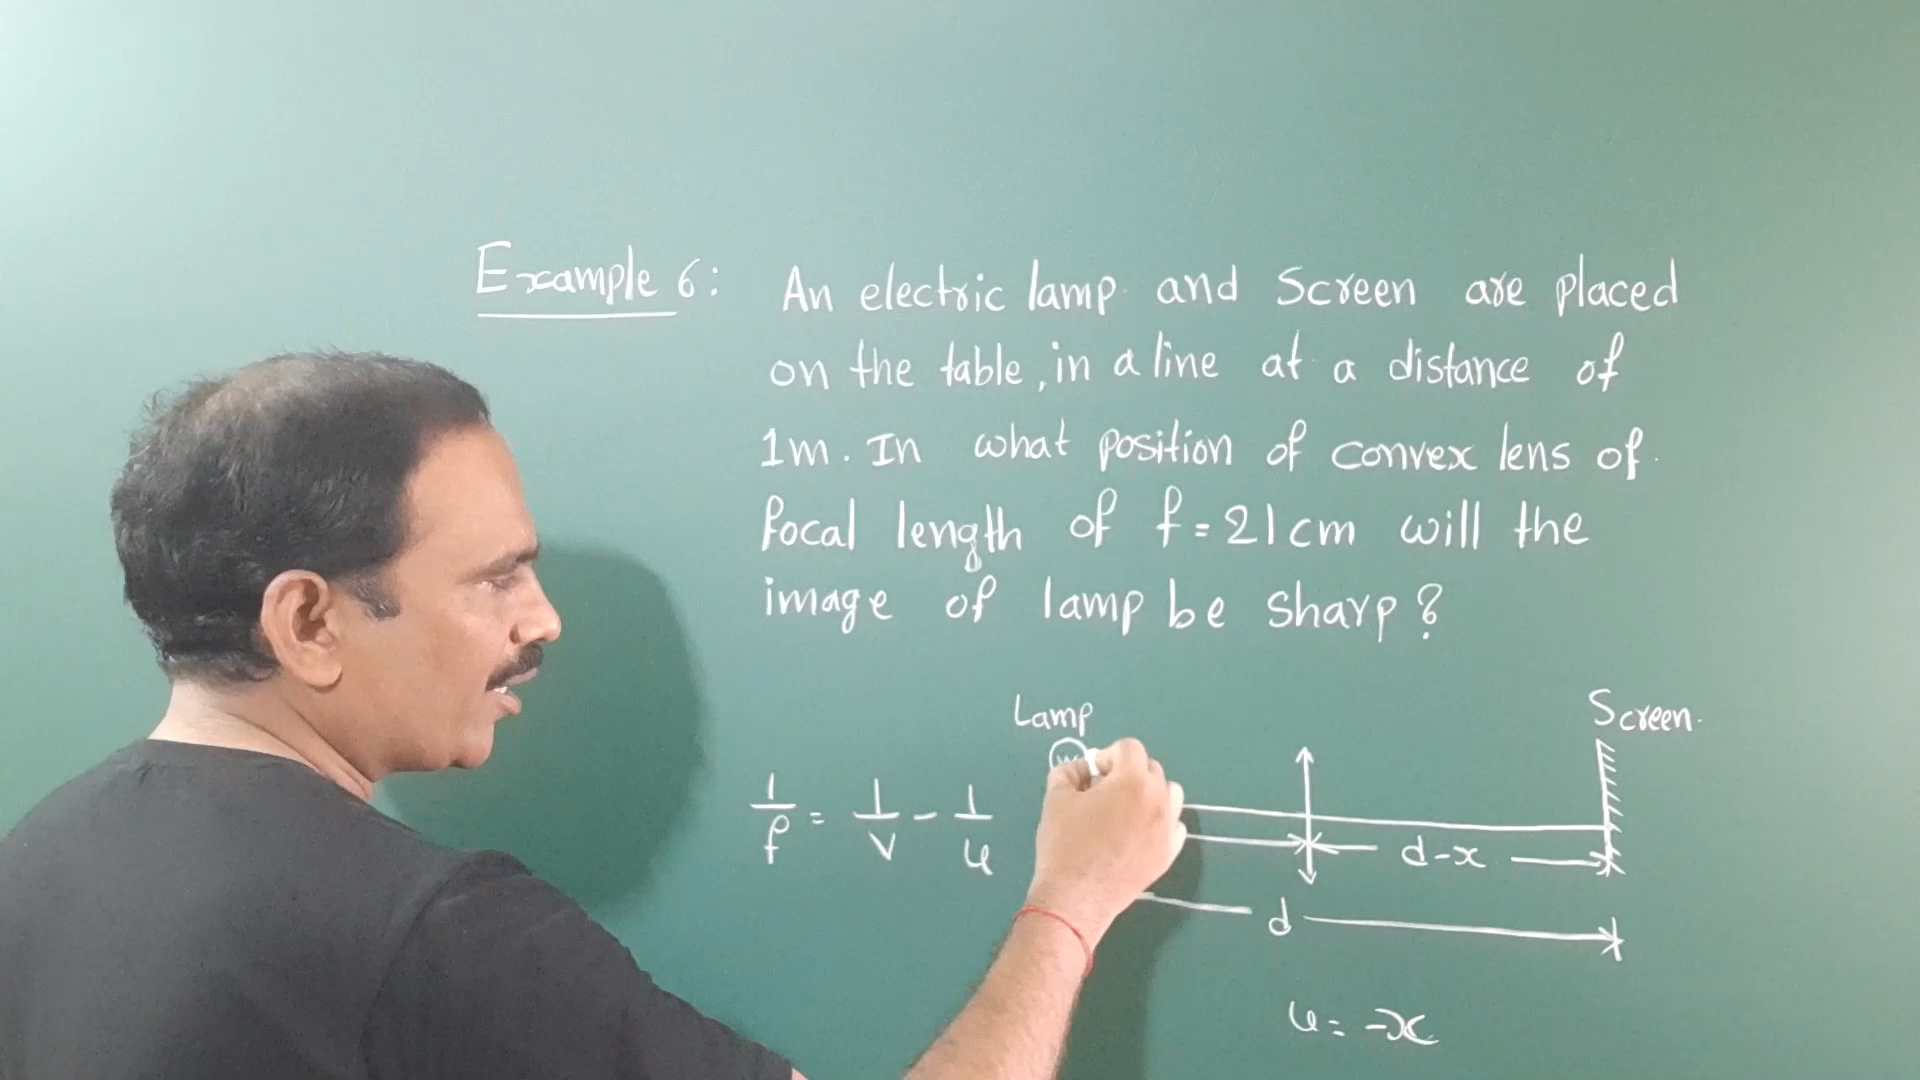 Example 6: An electric lamp and Screen are placed
on the table, in a line at a distance of
1m. In what position of convex lens of
focal length of f = 21cm will the
image of lamp be sharp?
Lamp
Screen.
1/f = 1/v - 1/u
d-x
d
u = -x